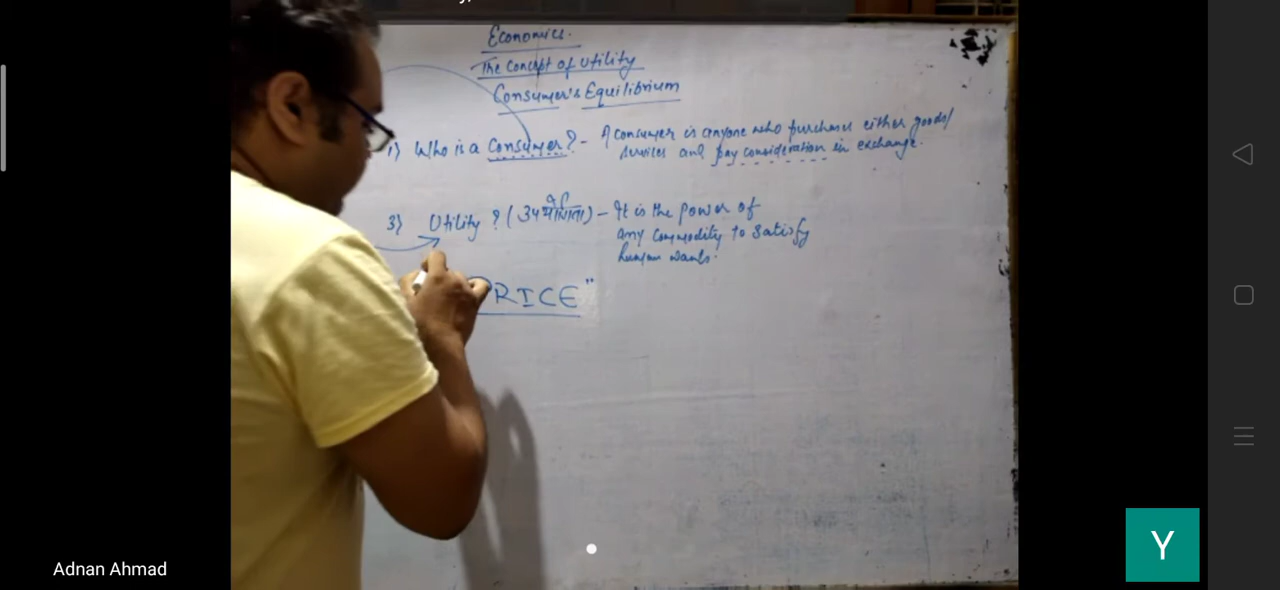 Economics.
The Concept of Utility
Consumer's Equilibrium
1) Who is a Consumer? - A consumer is anyone who purchases either goods/
services and pay consideration in exchange.
3) Utility ? (उपयोगिता) - It is the power of
any commodity to satisfy
human wants.
PRICE"
Adnan Ahmad
Y